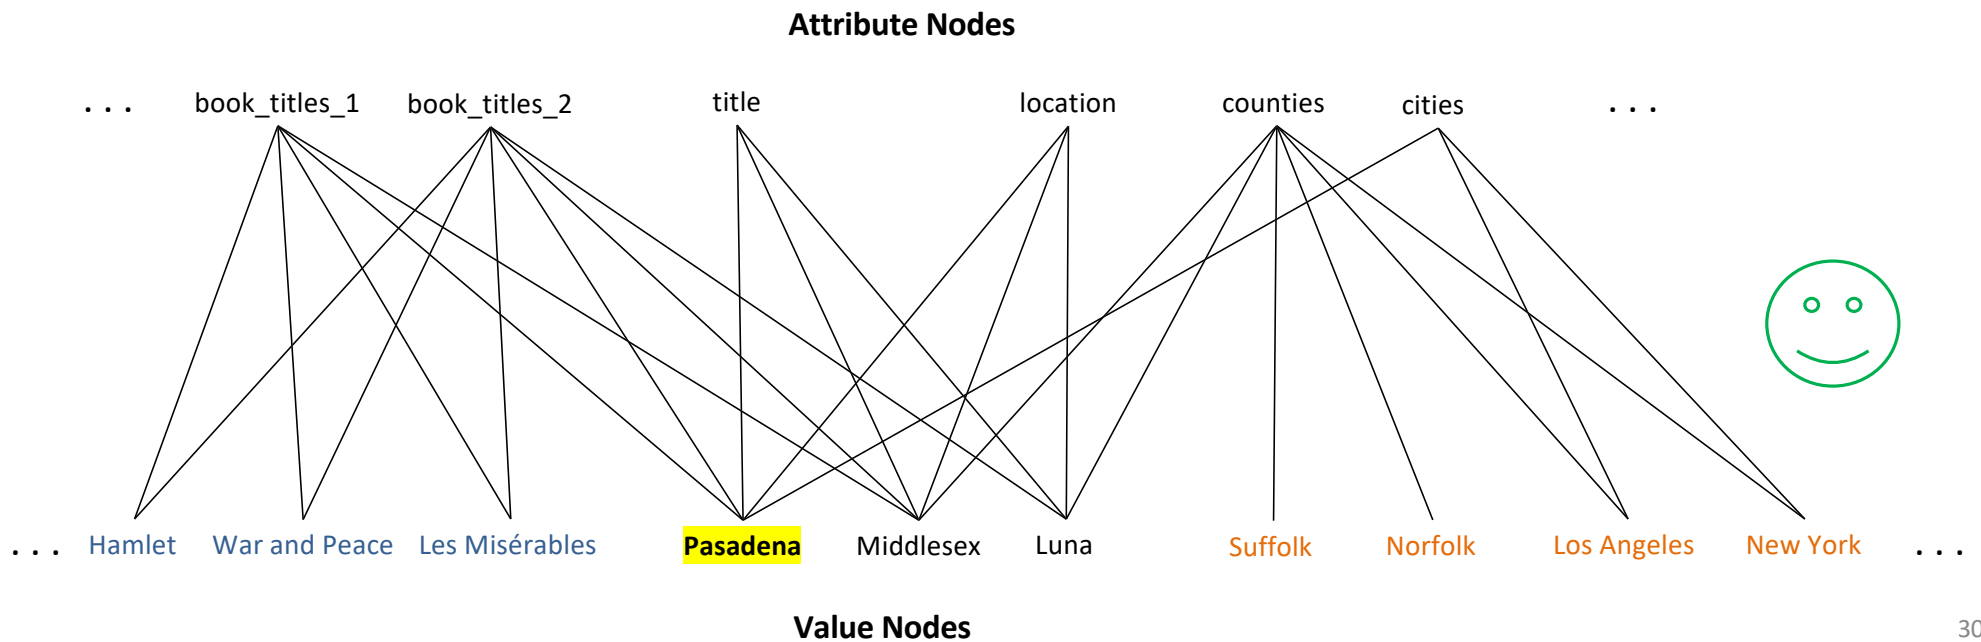 Attribute Nodes
. . . book_titles_1 book_titles_2 title location counties cities . . .
. . . Hamlet War and Peace Les Misérables Pasadena Middlesex Luna Suffolk Norfolk Los Angeles New York . . .
Value Nodes
30